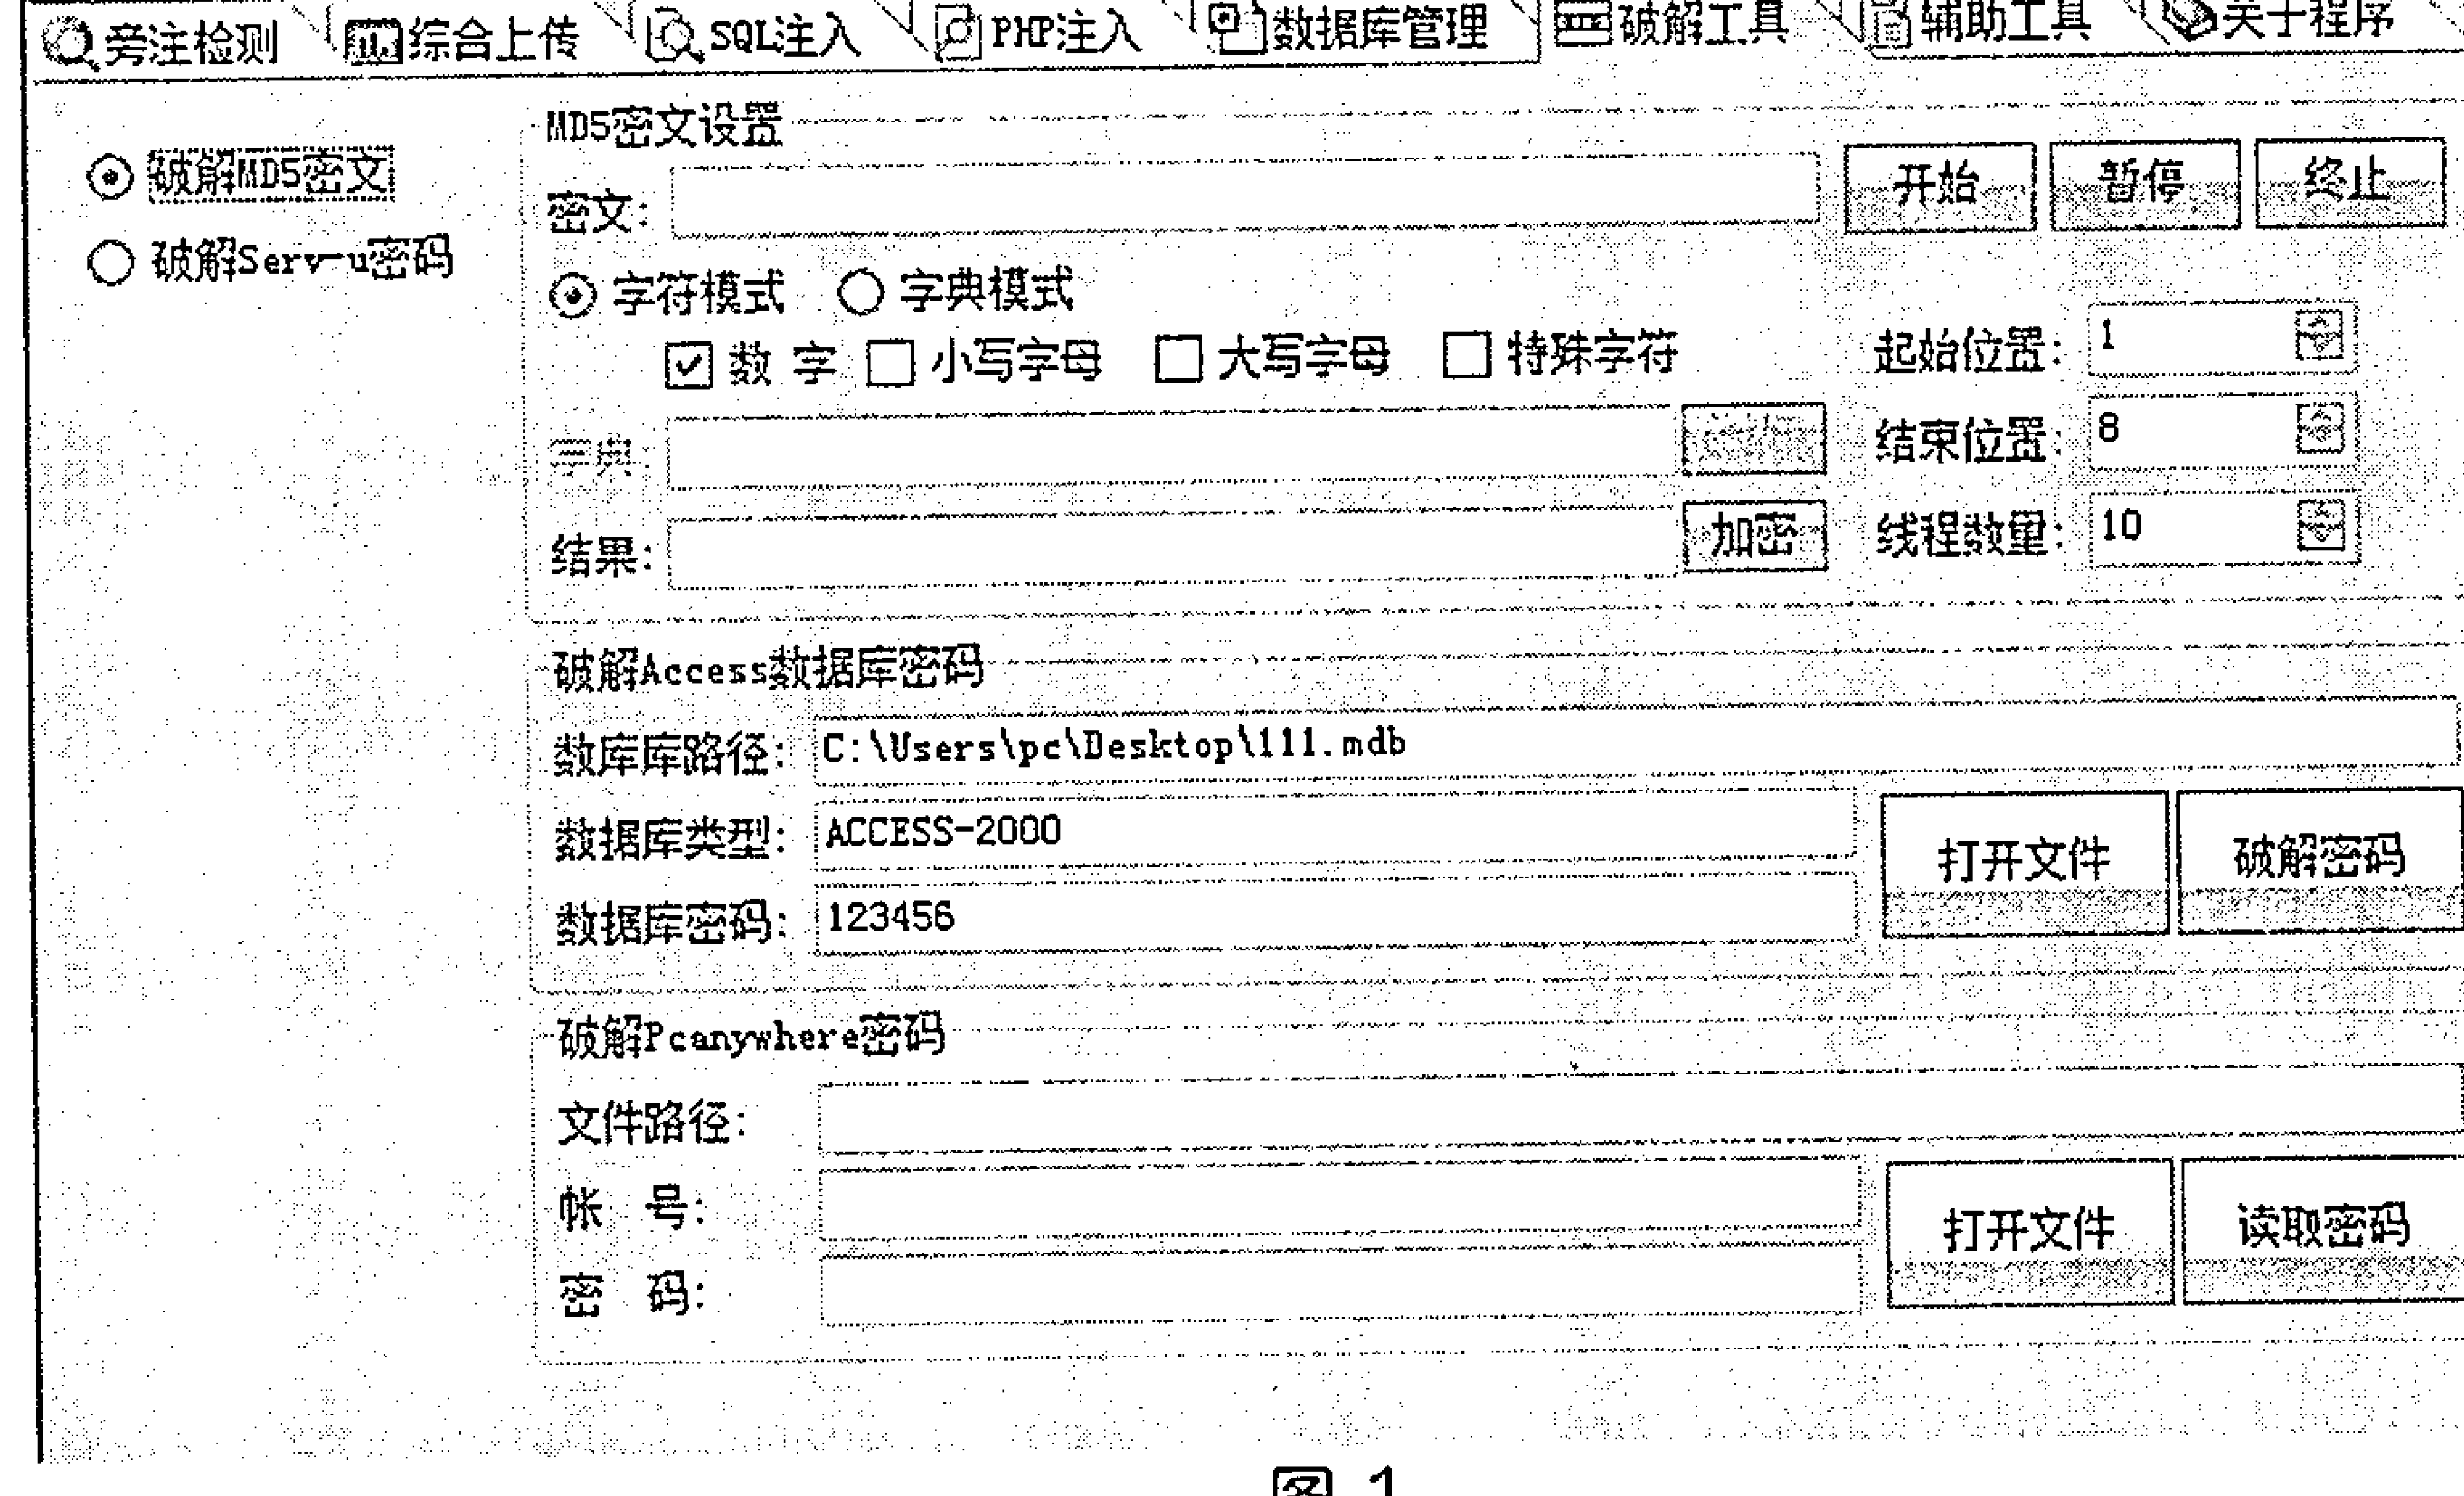 旁注检测 综合上传 SQL注入 PHP注入 数据库管理 破解工具 辅助工具 关于程序
MD5密文设置
破解MD5密文
密文: 开始 暂停 终止
破解Serv-u密码
字符模式 字典模式
数 字 小写字母 大写字母 特殊字符 起始位置: 1
字典: 结束位置: 8
结果: 加密 线程数量: 10
破解Access数据库密码
数库库路径: C:\Users\pc\Desktop\111.mdb
数据库类型: ACCESS-2000
打开文件 破解密码
数据库密码: 123456
破解Pcanywhere密码
文件路径:
帐 号:
打开文件 读取密码
密 码:
图 1